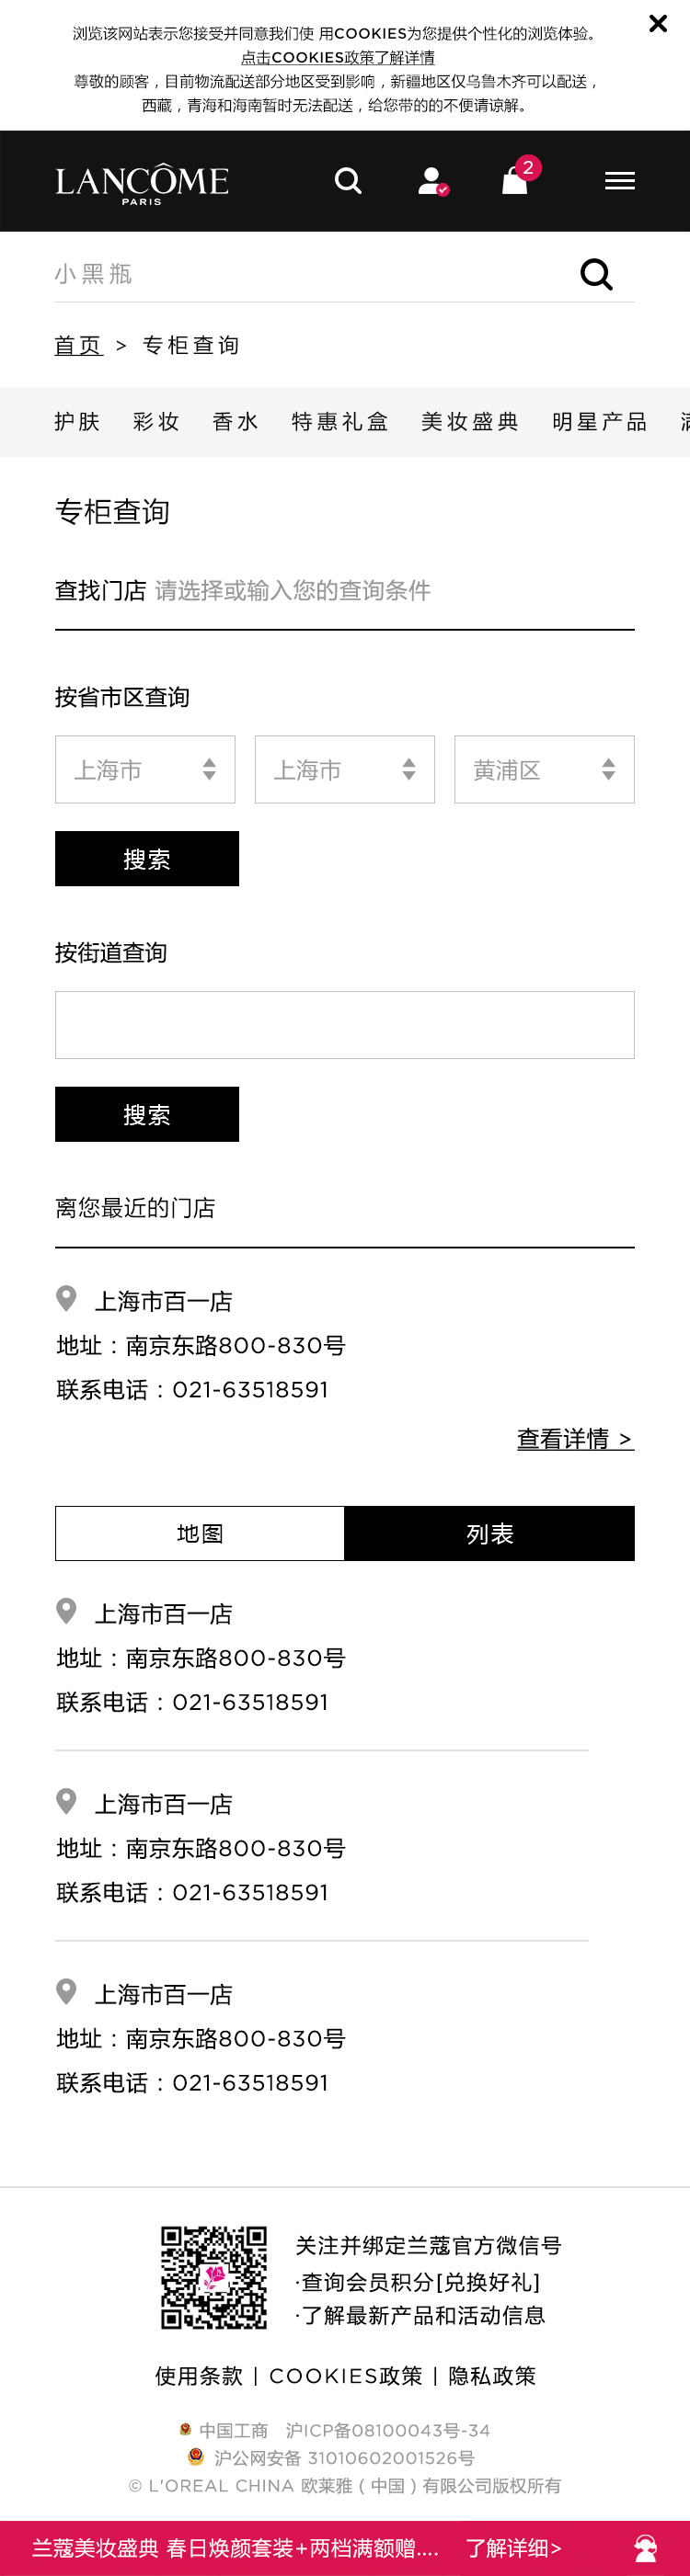 浏览该网站表示您接受并同意我们使 用COOKIES为您提供个性化的浏览体验。
点击COOKIES政策了解详情
尊敬的顾客，目前物流配送部分地区受到影响，新疆地区仅乌鲁木齐可以配送，
西藏，青海和海南暂时无法配送，给您带的的不便请谅解。
LANCÔME
PARIS
2
小黑瓶
首页 > 专柜查询
护肤 彩妆 香水 特惠礼盒 美妆盛典 明星产品
专柜查询
查找门店 请选择或输入您的查询条件
按省市区查询
上海市 上海市 黄浦区
搜索
按街道查询
搜索
离您最近的门店
上海市百一店
地址：南京东路800-830号
联系电话：021-63518591
查看详情 >
地图 列表
上海市百一店
地址：南京东路800-830号
联系电话：021-63518591
上海市百一店
地址：南京东路800-830号
联系电话：021-63518591
上海市百一店
地址：南京东路800-830号
联系电话：021-63518591
关注并绑定兰蔻官方微信号
·查询会员积分[兑换好礼]
·了解最新产品和活动信息
使用条款 | COOKIES政策 | 隐私政策
中国工商 沪ICP备08100043号-34
沪公网安备 31010602001526号
© L'OREAL CHINA 欧莱雅 ( 中国 ) 有限公司版权所有
兰蔻美妆盛典 春日焕颜套装+两档满额赠.... 了解详细>